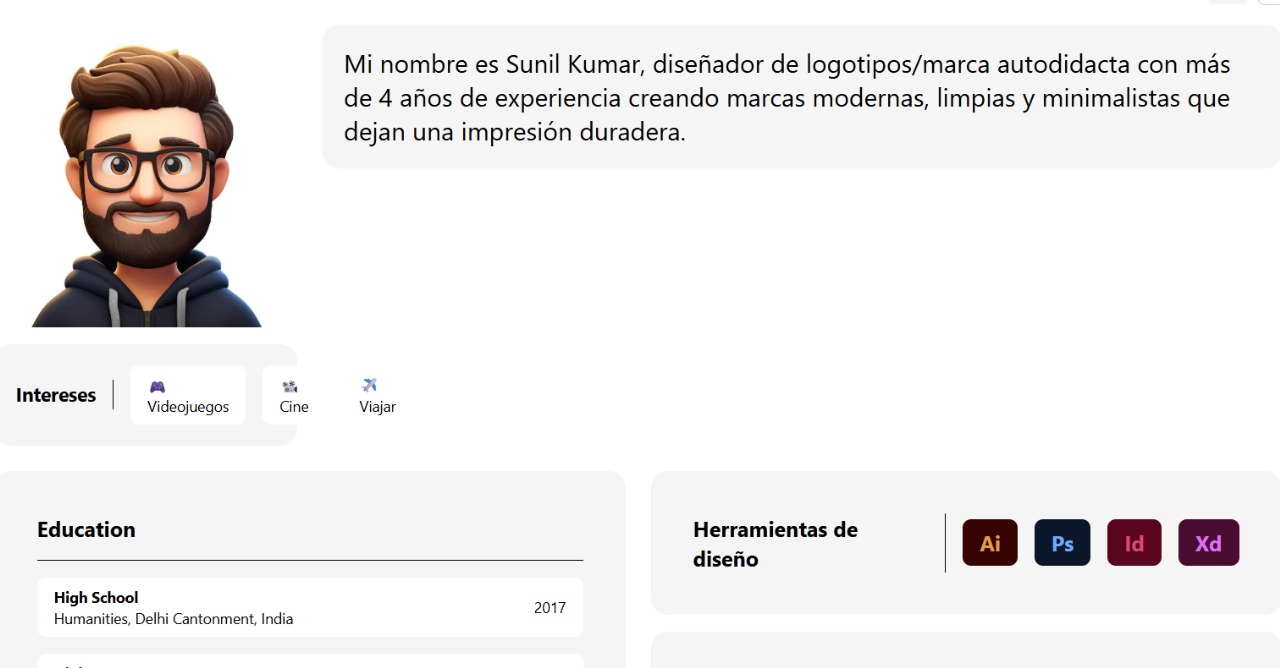 Mi nombre es Sunil Kumar, diseñador de logotipos/marca autodidacta con más
de 4 años de experiencia creando marcas modernas, limpias y minimalistas que
dejan una impresión duradera.
Intereses
Videojuegos
Cine
Viajar
Education
High School
Humanities, Delhi Cantonment, India
2017
Herramientas de
diseño
Ai
Ps
Id
Xd